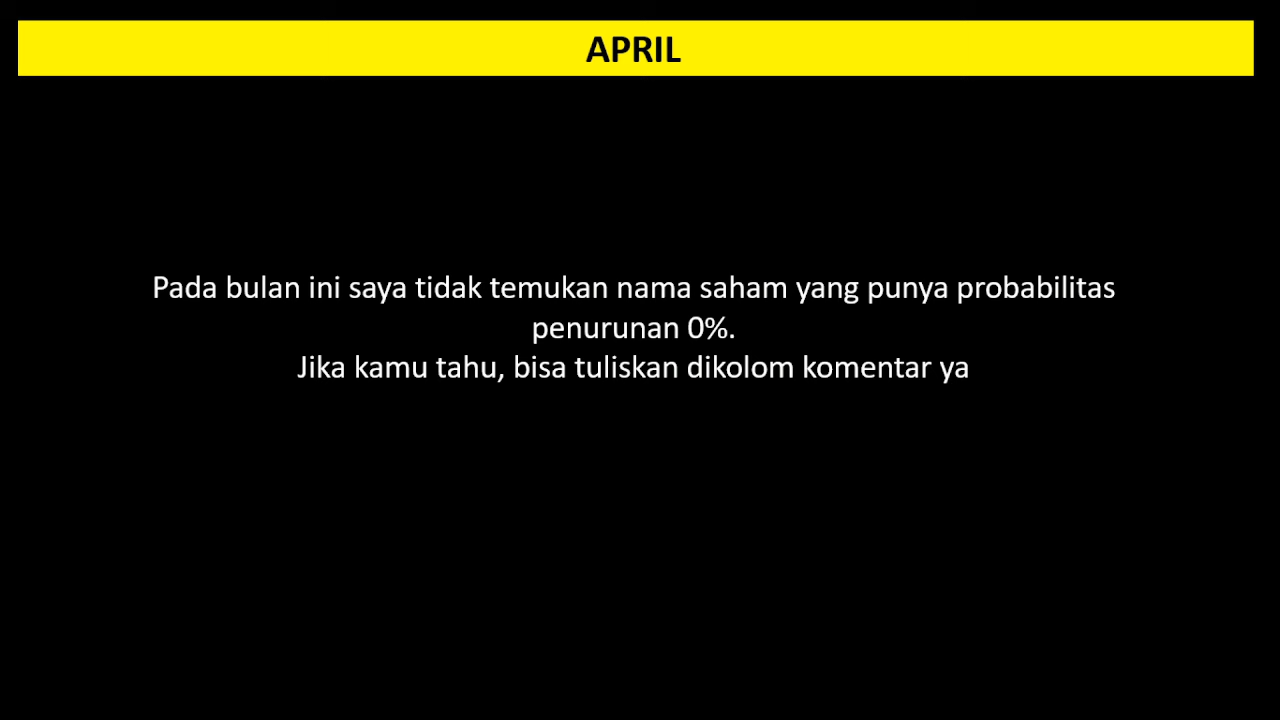 APRIL
Pada bulan ini saya tidak temukan nama saham yang punya probabilitas
penurunan 0%.
Jika kamu tahu, bisa tuliskan dikolom komentar ya